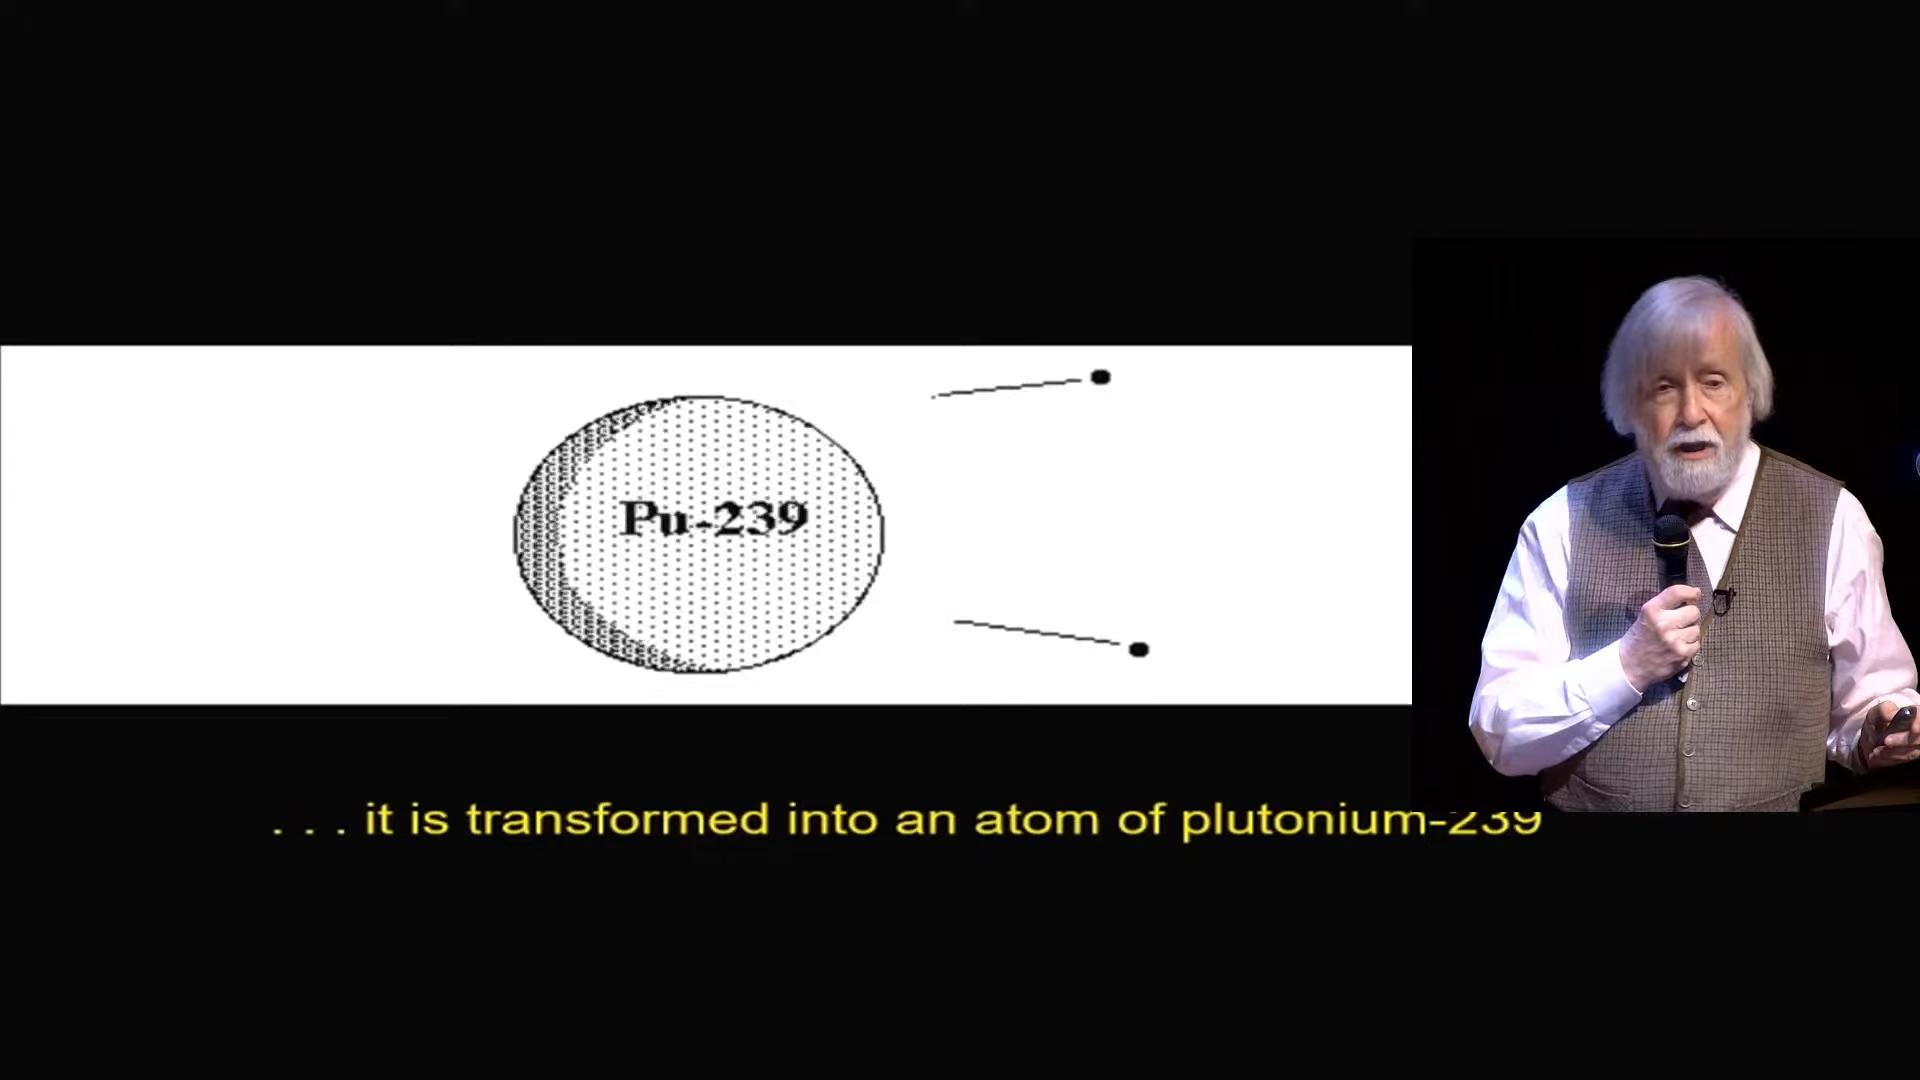 Pu-239
. . . it is transformed into an atom of plutonium-239